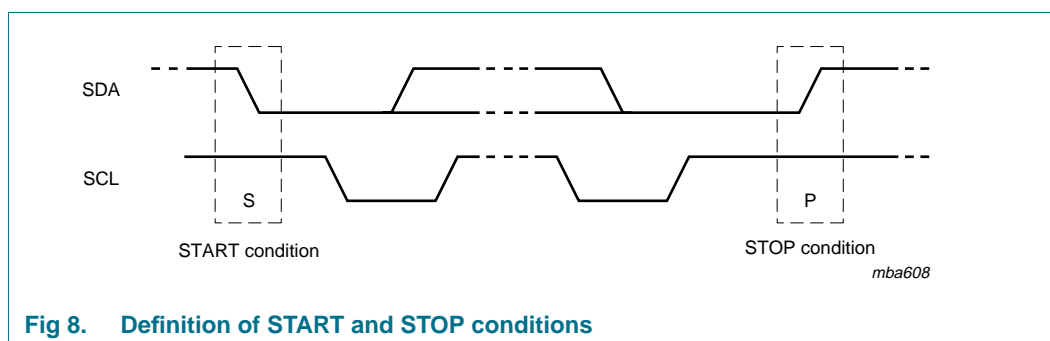 SDA
SCL
S
P
START condition
STOP condition
mba608
Fig 8. Definition of START and STOP conditions